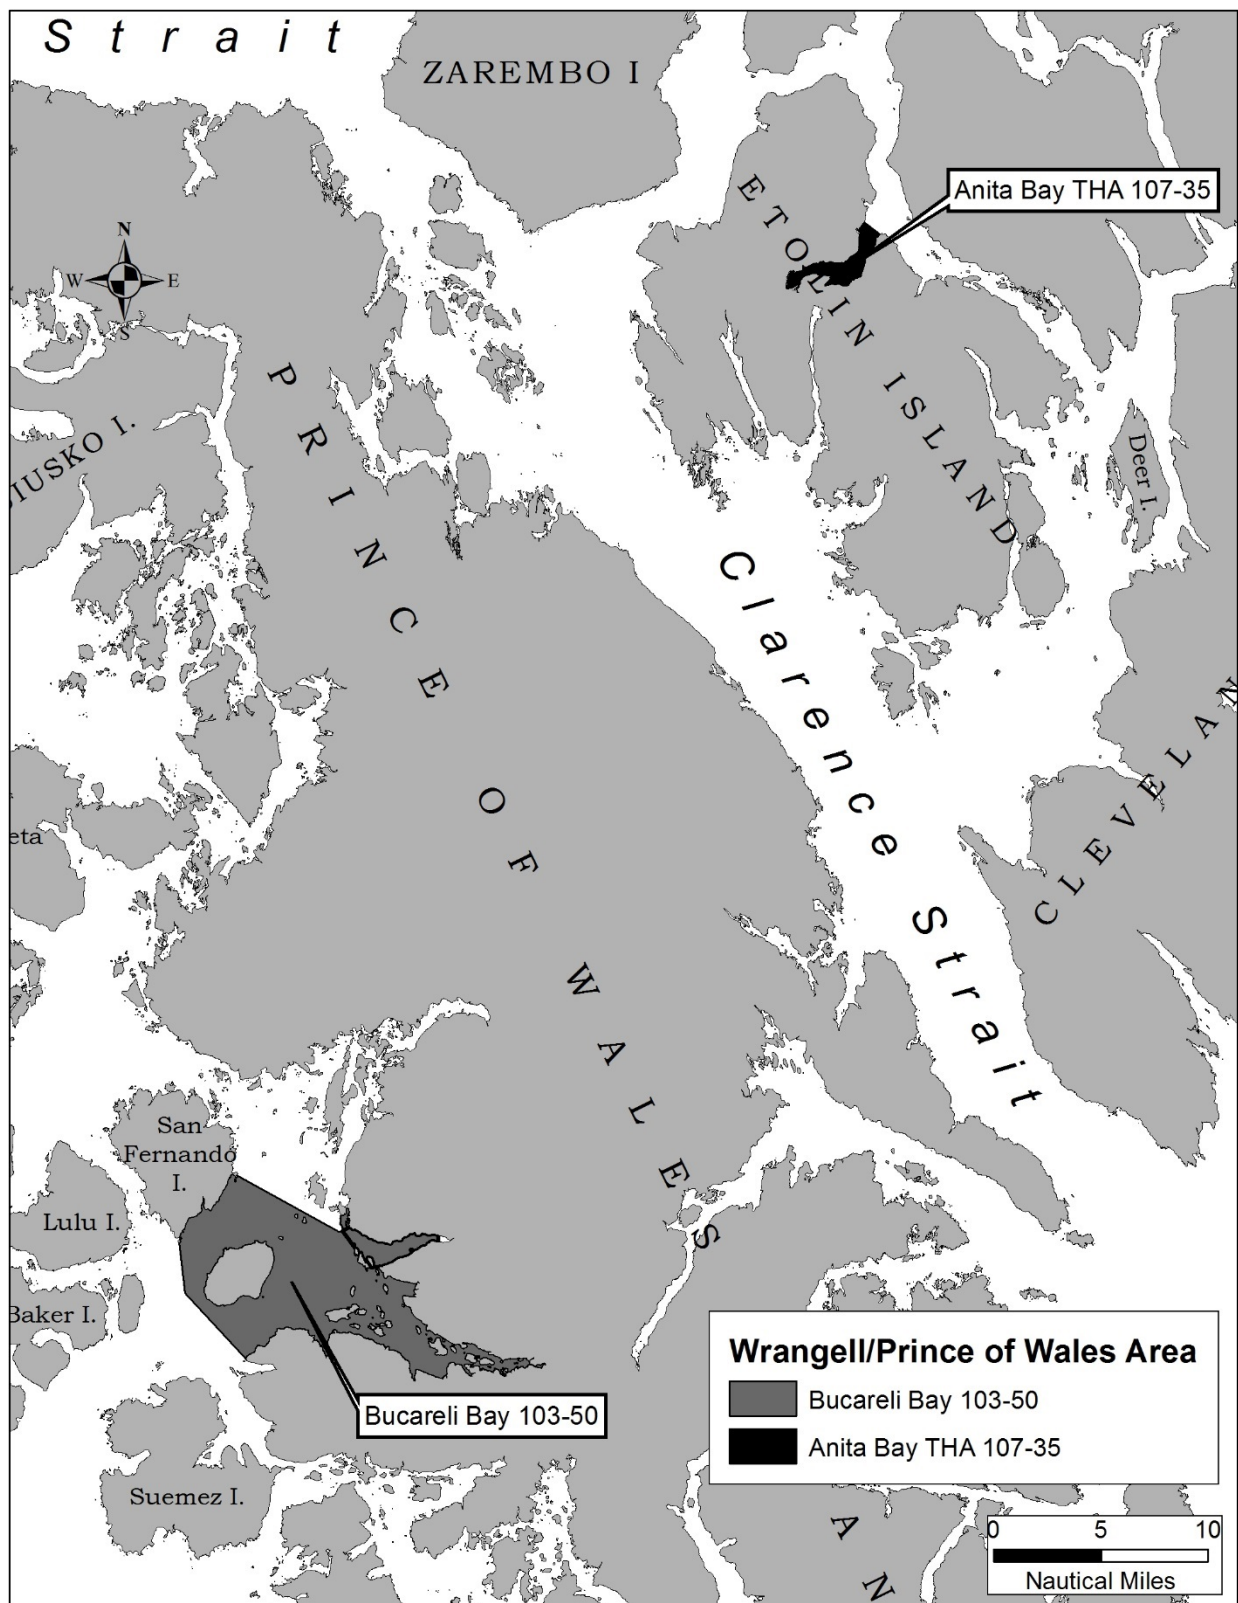 Strait
ZAREMBO I
Anita Bay THA 107-35
ETOLIN ISLAND
N
W E
S
PRINCE OF WALES
IUSKO I.
Deer I.
Clarence Strait
CLEVELAN
eta
San
Fernando
I.
Lulu I.
Baker I.
Bucareli Bay 103-50
Suemez I.
Wrangell/Prince of Wales Area
Bucareli Bay 103-50
Anita Bay THA 107-35
A N
0 5 10
Nautical Miles